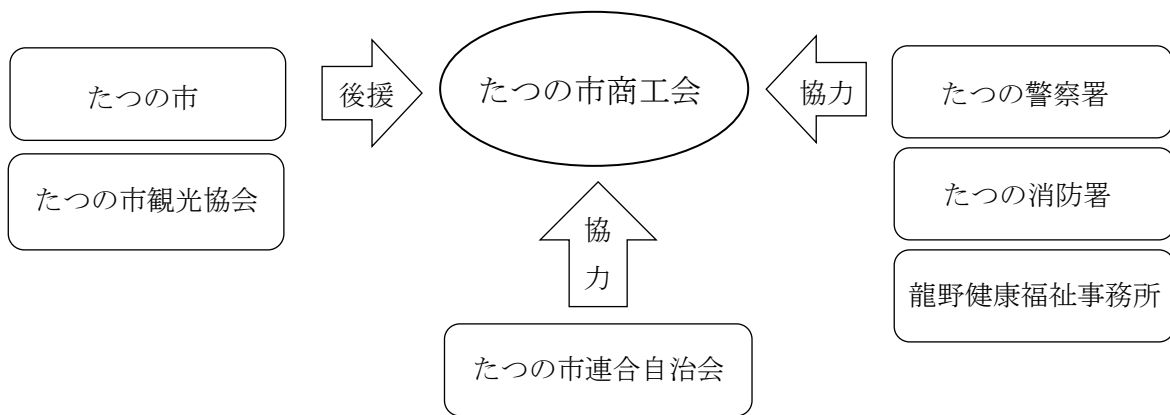 たつの市
後援
たつの市商工会
協力
たつの警察署
たつの市観光協会
たつの消防署
協
力
龍野健康福祉事務所
たつの市連合自治会